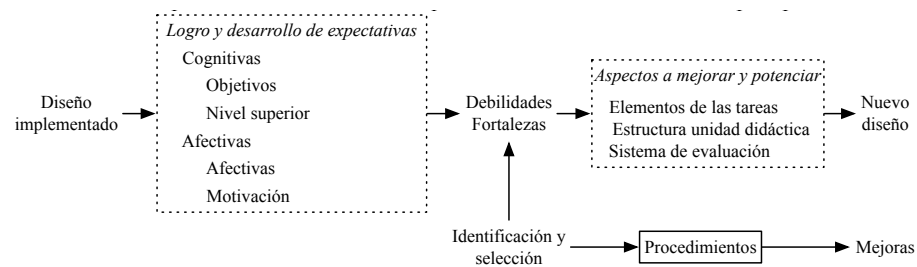 Logro y desarrollo de expectativas
Cognitivas
Objetivos
Nivel superior
Afectivas
Afectivas
Motivación
Diseño
implementado
Debilidades
Fortalezas
Aspectos a mejorar y potenciar
Elementos de las tareas
Estructura unidad didáctica
Sistema de evaluación
Nuevo
diseño
Identificación y
selección
Procedimientos
Mejoras